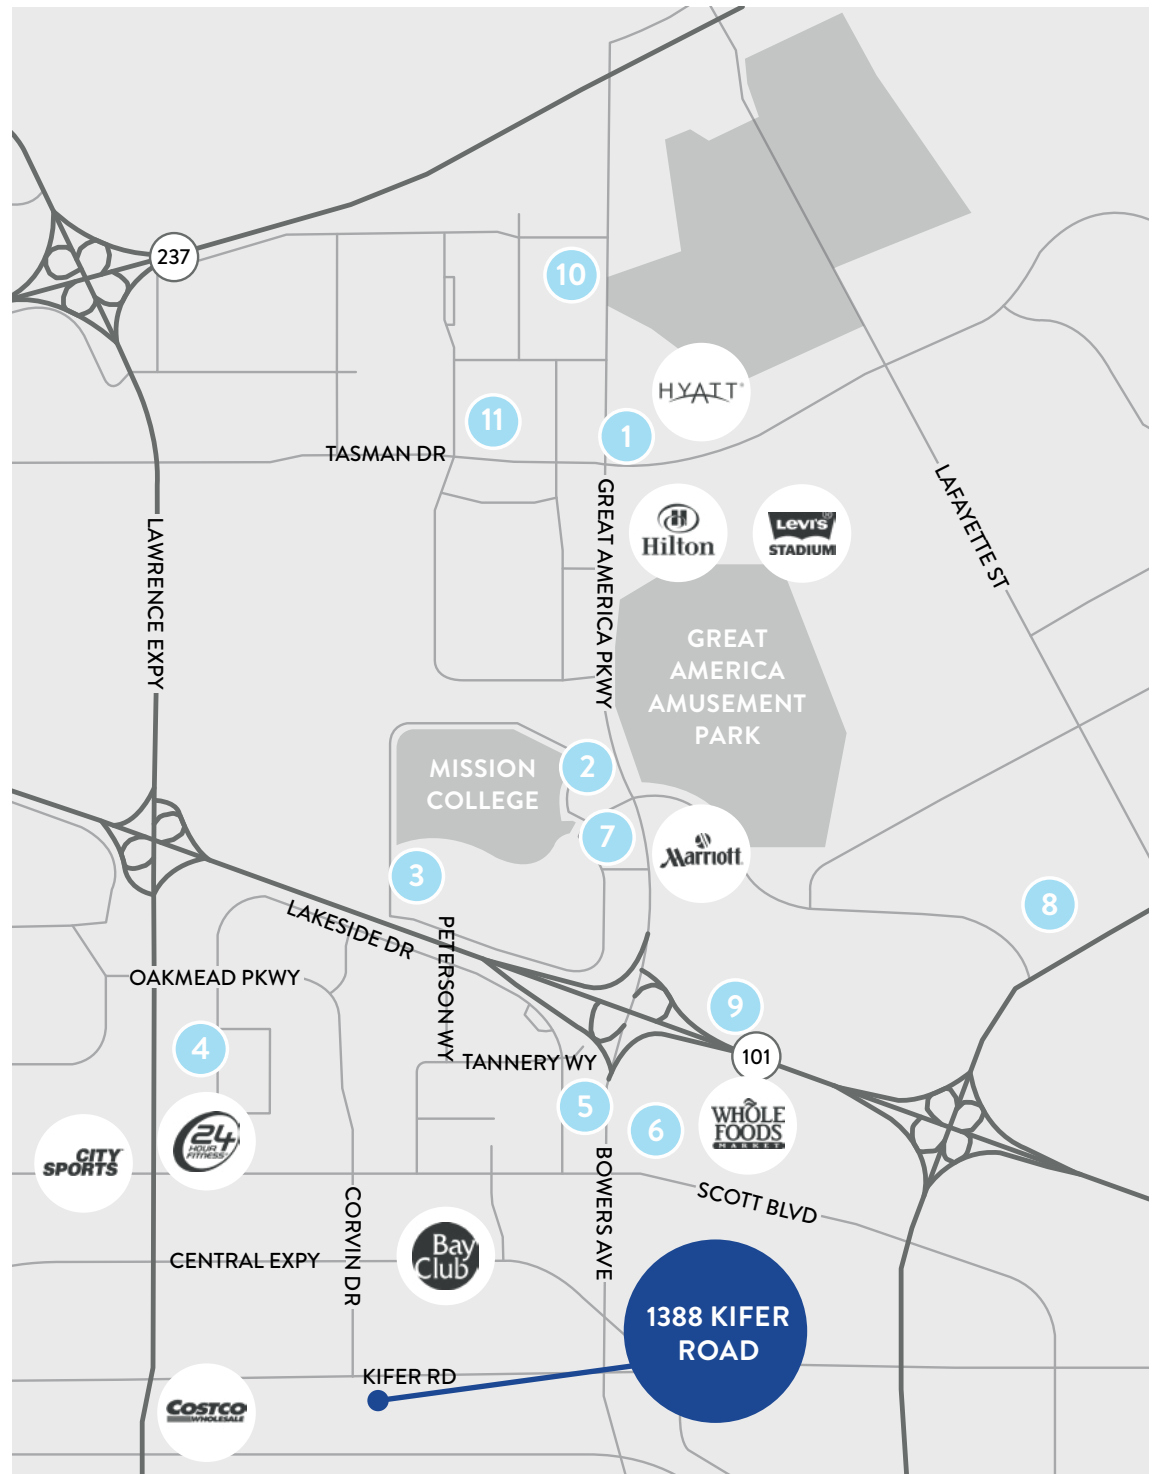 237
10
HYATT
11
1
TASMAN DR
GREAT AMERICA PKWY
LAFAYETTE ST
Hilton
LEVI'S®
STADIUM
LAWRENCE EXPY
GREAT
AMERICA
AMUSEMENT
PARK
MISSION
COLLEGE
2
7
Marriott
3
8
LAKESIDE DR
PETERSON WY
OAKMEAD PKWY
9
4
101
TANNERY WY
5
6
WHOLE
FOODS
MARKET
24
HOUR
FITNESS
CITY
SPORTS
BOWERS AVE
SCOTT BLVD
CORVIN DR
Bay
Club
CENTRAL EXPY
1388 KIFER
ROAD
KIFER RD
COSTCO
WHOLESALE